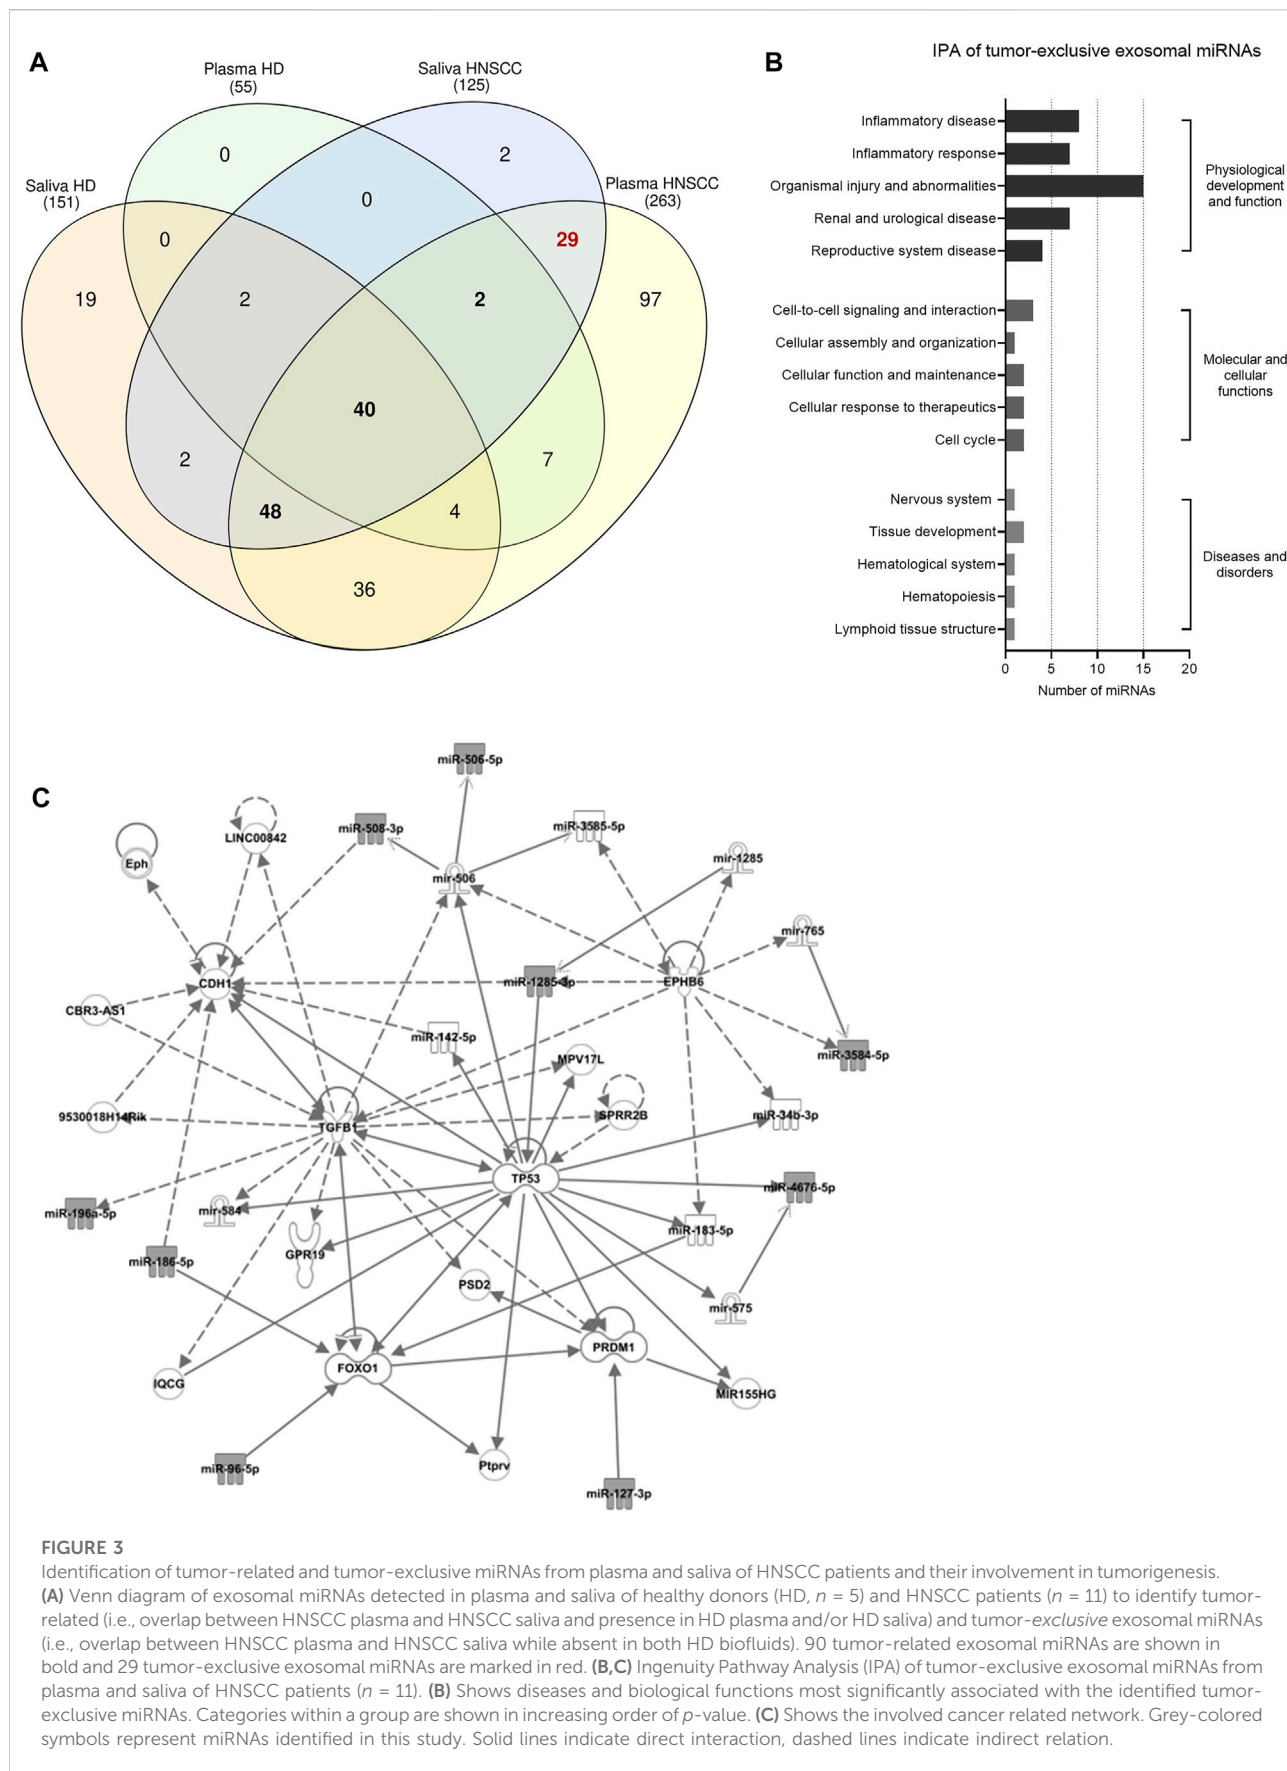 A
Plasma HD
(55)
Saliva HNSCC
(125)
Saliva HD
(151)
Plasma HNSCC
(263)
0
2
0
0
29
19
2
2
97
40
2
7
48
4
36
B
IPA of tumor-exclusive exosomal miRNAs
Inflammatory disease
Inflammatory response
Organismal injury and abnormalities
Renal and urological disease
Reproductive system disease
Physiological
development
and function
Cell-to-cell signaling and interaction
Cellular assembly and organization
Cellular function and maintenance
Cellular response to therapeutics
Cell cycle
Molecular and
cellular
functions
Nervous system
Tissue development
Hematological system
Hematopoiesis
Lymphoid tissue structure
Diseases and
disorders
0 5 10 15 20
Number of miRNAs
C
miR-506-5p
LINC00842
miR-508-3p
miR-3585-5p
Eph
mir-506
mir-1285
mir-765
CDH1
miR-1285-3p
EPHB6
CBR3-AS1
miR-142-5p
MPV17L
miR-3584-5p
9530018H14Rik
TGFB1
SPRR2B
miR-34b-3p
TP53
miR-4676-5p
miR-196a-5p
mir-584
miR-183-5p
miR-186-5p
GPR19
PSD2
mir-575
PRDM1
FOXO1
IQCG
MIR155HG
miR-96-5p
Ptprv
miR-127-3p
FIGURE 3
Identification of tumor-related and tumor-exclusive miRNAs from plasma and saliva of HNSCC patients and their involvement in tumorigenesis.
(A) Venn diagram of exosomal miRNAs detected in plasma and saliva of healthy donors (HD, n = 5) and HNSCC patients (n = 11) to identify tumor-
related (i.e., overlap between HNSCC plasma and HNSCC saliva and presence in HD plasma and/or HD saliva) and tumor-exclusive exosomal miRNAs
(i.e., overlap between HNSCC plasma and HNSCC saliva while absent in both HD biofluids). 90 tumor-related exosomal miRNAs are shown in
bold and 29 tumor-exclusive exosomal miRNAs are marked in red. (B,C) Ingenuity Pathway Analysis (IPA) of tumor-exclusive exosomal miRNAs from
plasma and saliva of HNSCC patients (n = 11). (B) Shows diseases and biological functions most significantly associated with the identified tumor-
exclusive miRNAs. Categories within a group are shown in increasing order of p-value. (C) Shows the involved cancer related network. Grey-colored
symbols represent miRNAs identified in this study. Solid lines indicate direct interaction, dashed lines indicate indirect relation.